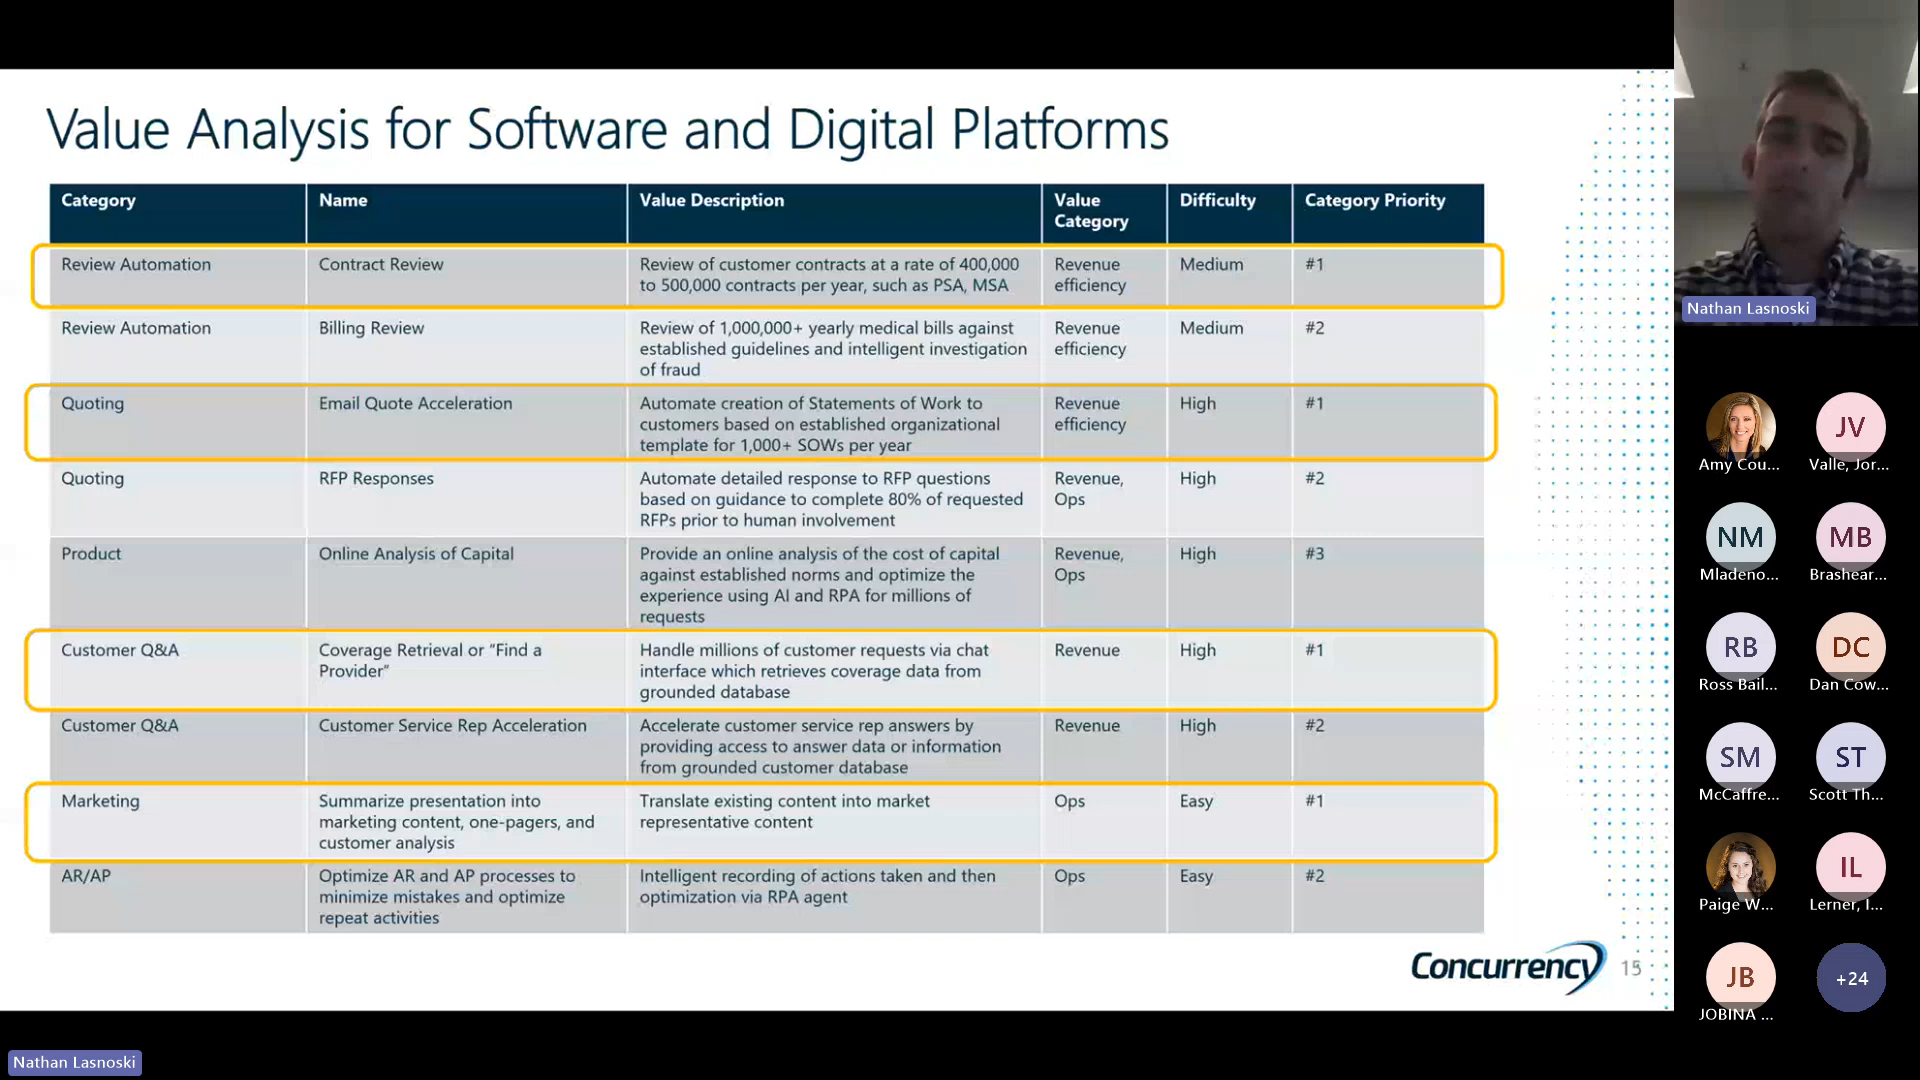 Value Analysis for Software and Digital Platforms
Category
Name
Value Description
Value
Category
Difficulty
Category Priority
Review Automation
Contract Review
Review of customer contracts at a rate of 400,000
to 500,000 contracts per year, such as PSA, MSA
Revenue
efficiency
Medium
#1
Review Automation
Billing Review
Review of 1,000,000+ yearly medical bills against
established guidelines and intelligent investigation
of fraud
Revenue
efficiency
Medium
#2
Quoting
Email Quote Acceleration
Automate creation of Statements of Work to
customers based on established organizational
template for 1,000+ SOWs per year
Revenue
efficiency
High
#1
Quoting
RFP Responses
Automate detailed response to RFP questions
based on guidance to complete 80% of requested
RFPs prior to human involvement
Revenue,
Ops
High
#2
Product
Online Analysis of Capital
Provide an online analysis of the cost of capital
against established norms and optimize the
experience using AI and RPA for millions of
requests
Revenue,
Ops
High
#3
Customer Q&A
Coverage Retrieval or “Find a
Provider”
Handle millions of customer requests via chat
interface which retrieves coverage data from
grounded database
Revenue
High
#1
Customer Q&A
Customer Service Rep Acceleration
Accelerate customer service rep answers by
providing access to answer data or information
from grounded customer database
Revenue
High
#2
Marketing
Summarize presentation into
marketing content, one-pagers, and
customer analysis
Translate existing content into market
representative content
Ops
Easy
#1
AR/AP
Optimize AR and AP processes to
minimize mistakes and optimize
repeat activities
Intelligent recording of actions taken and then
optimization via RPA agent
Ops
Easy
#2
Concurrency
15
Nathan Lasnoski
Nathan Lasnoski
Amy Cou...
JV
Valle, Jor...
NM
Mladeno...
MB
Brashear...
RB
Ross Bail...
DC
Dan Cow...
SM
McCaffre...
ST
Scott Th...
Paige W...
IL
Lerner, I...
JB
JOBINA ...
+24